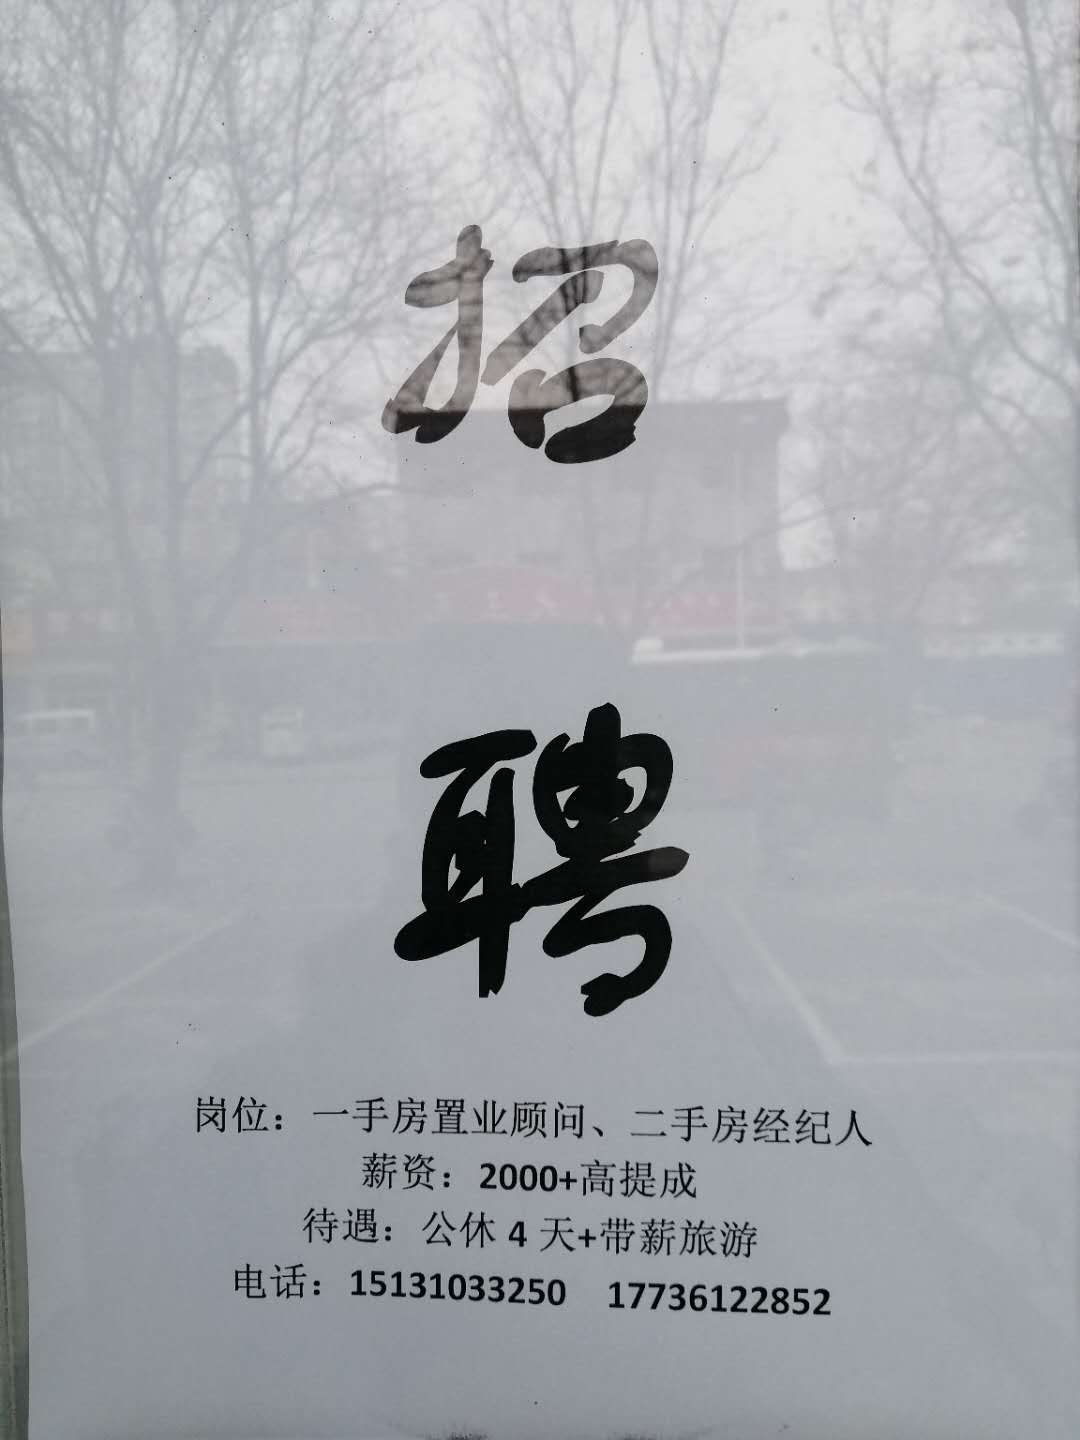 招
聘
岗位：一手房置业顾问、二手房经纪人
薪资：2000+高提成
待遇：公休 4 天+带薪旅游
电话：15131033250 17736122852